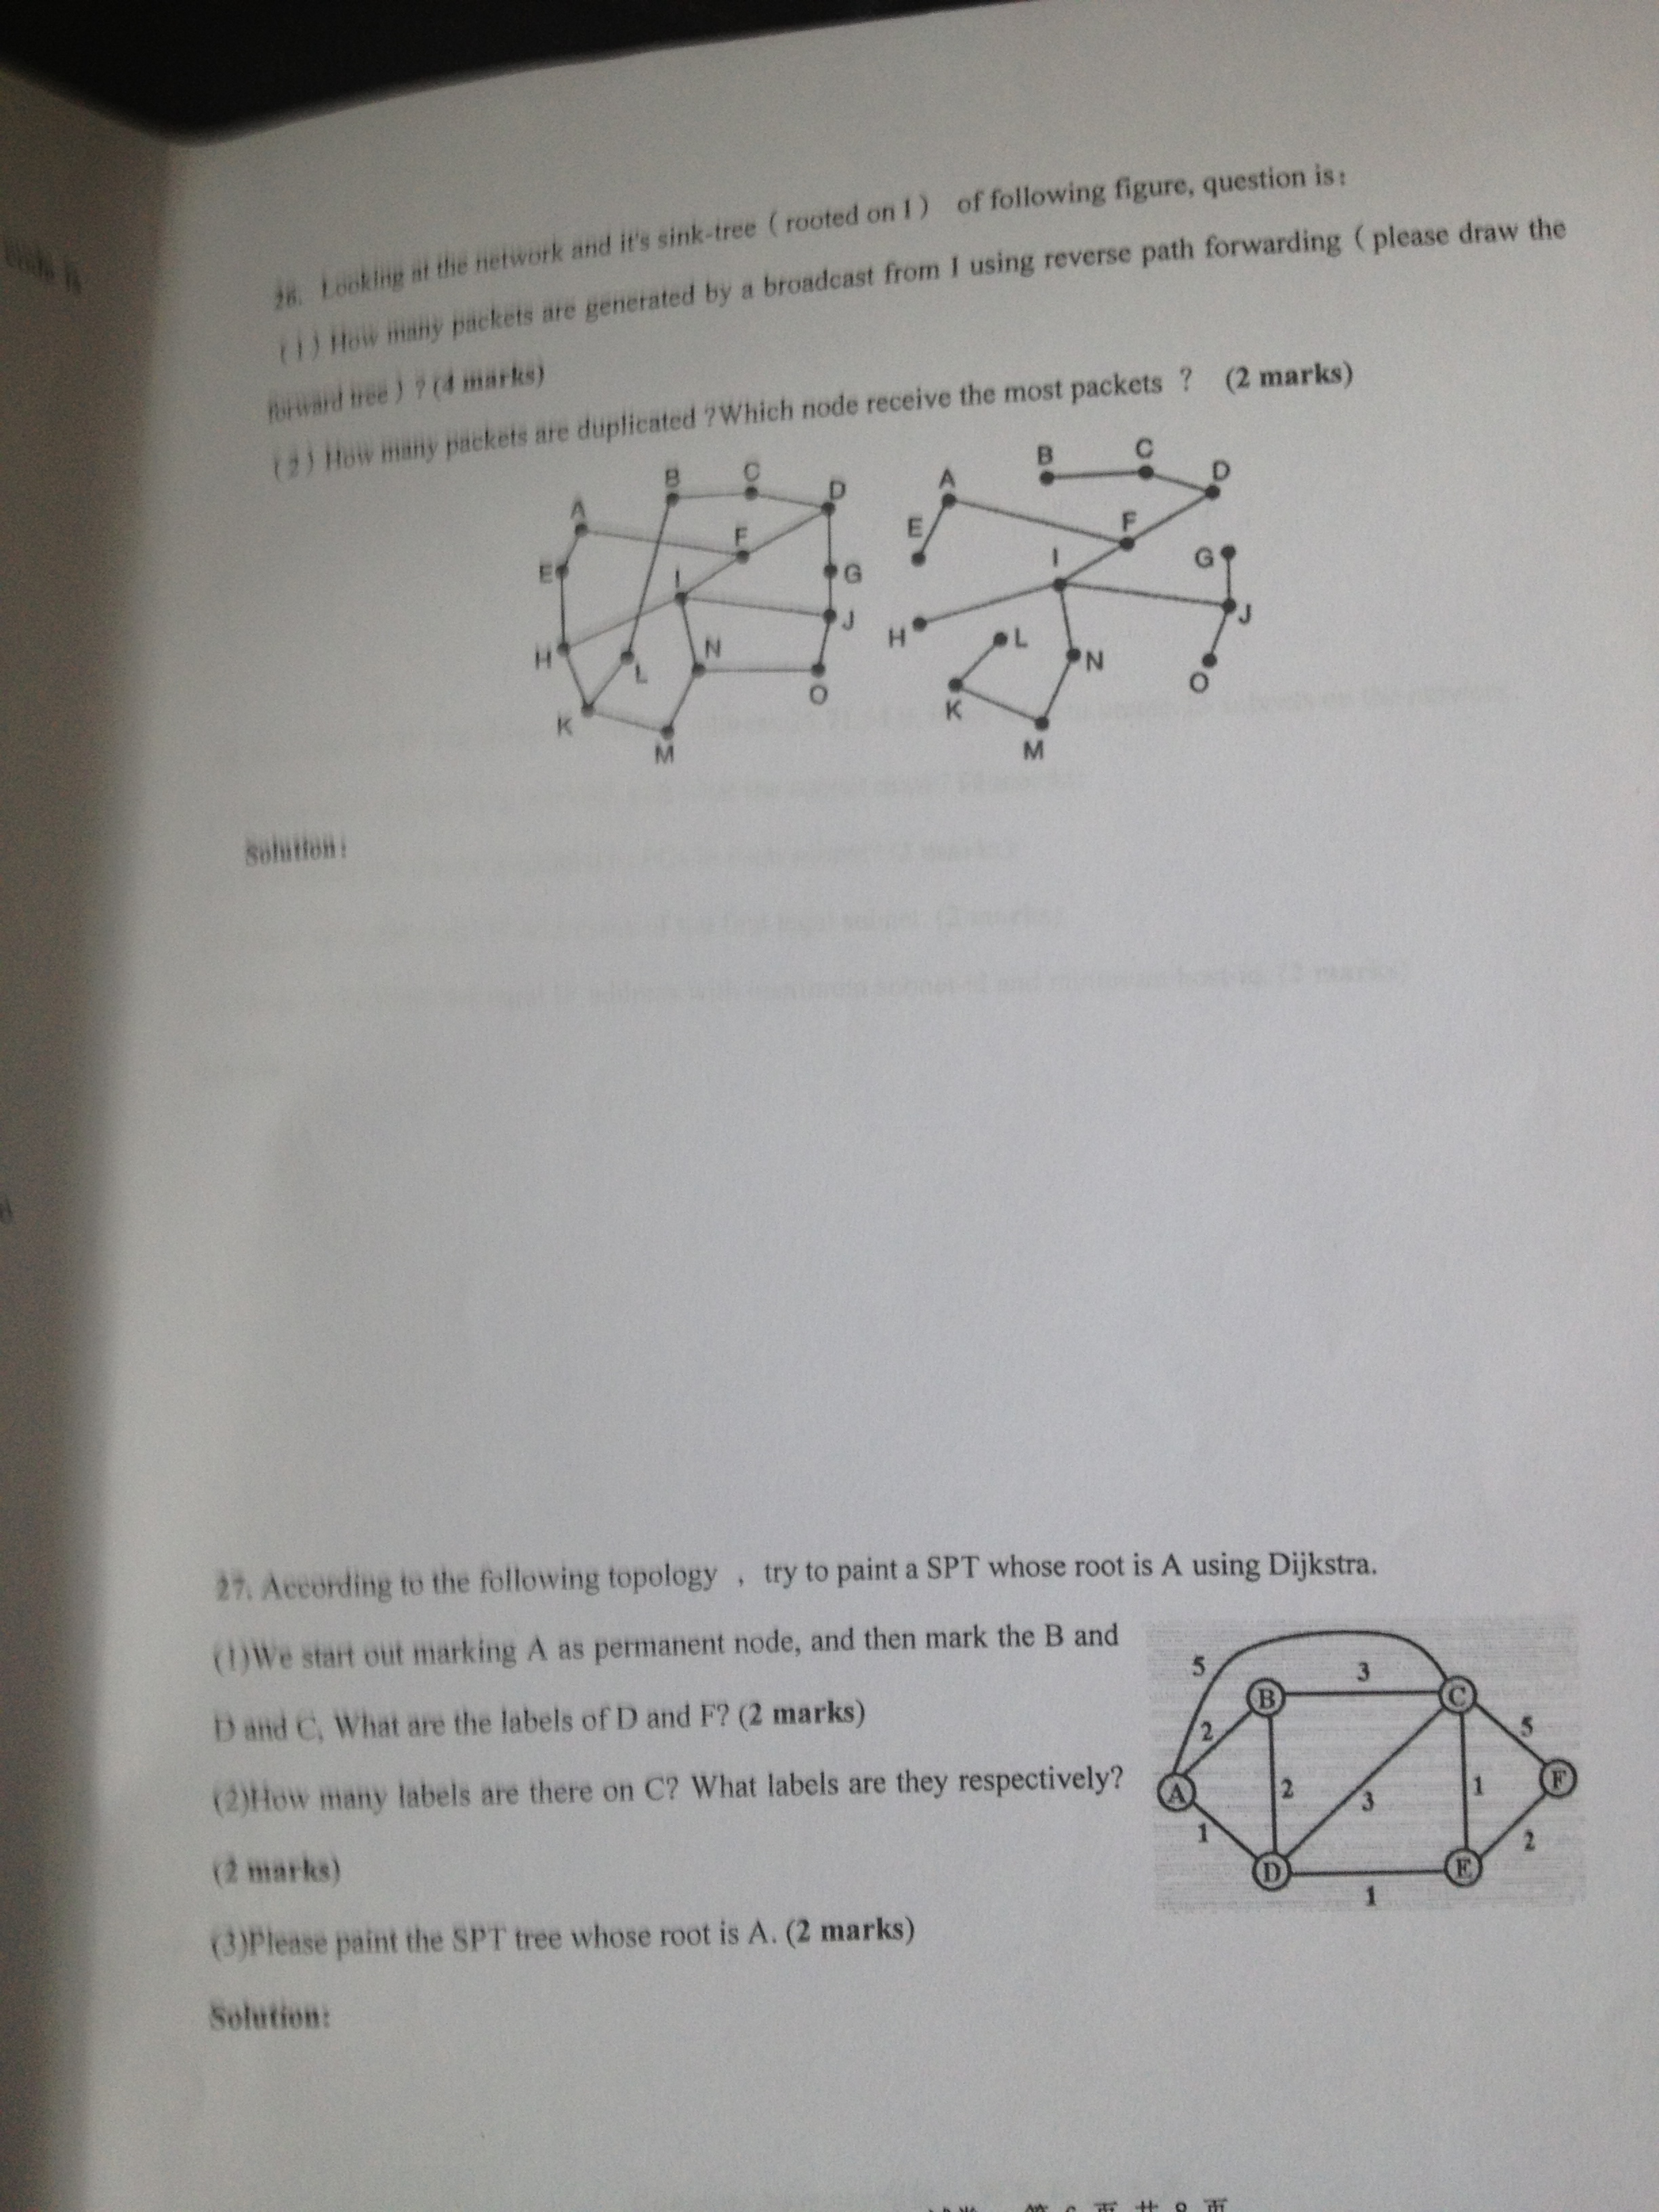 26. Looking at the network and it's sink-tree ( rooted on I ) of following figure, question is:
( 1 ) How many packets are generated by a broadcast from I using reverse path forwarding ( please draw the
forward tree ) ? (4 marks)
( 2 ) How many packets are duplicated ?Which node receive the most packets ? (2 marks)
A B C D E F G H I J K L M N O
A B C D E F G H I J K L M N O
Solution:
27. According to the following topology , try to paint a SPT whose root is A using Dijkstra.
(1)We start out marking A as permanent node, and then mark the B and
D and C, What are the labels of D and F? (2 marks)
(2)How many labels are there on C? What labels are they respectively?
(2 marks)
(3)Please paint the SPT tree whose root is A. (2 marks)
5 3
B C
2 5
A 2 3 1 F
1 2
D E
1
Solution:
第 6 页 共 8 页